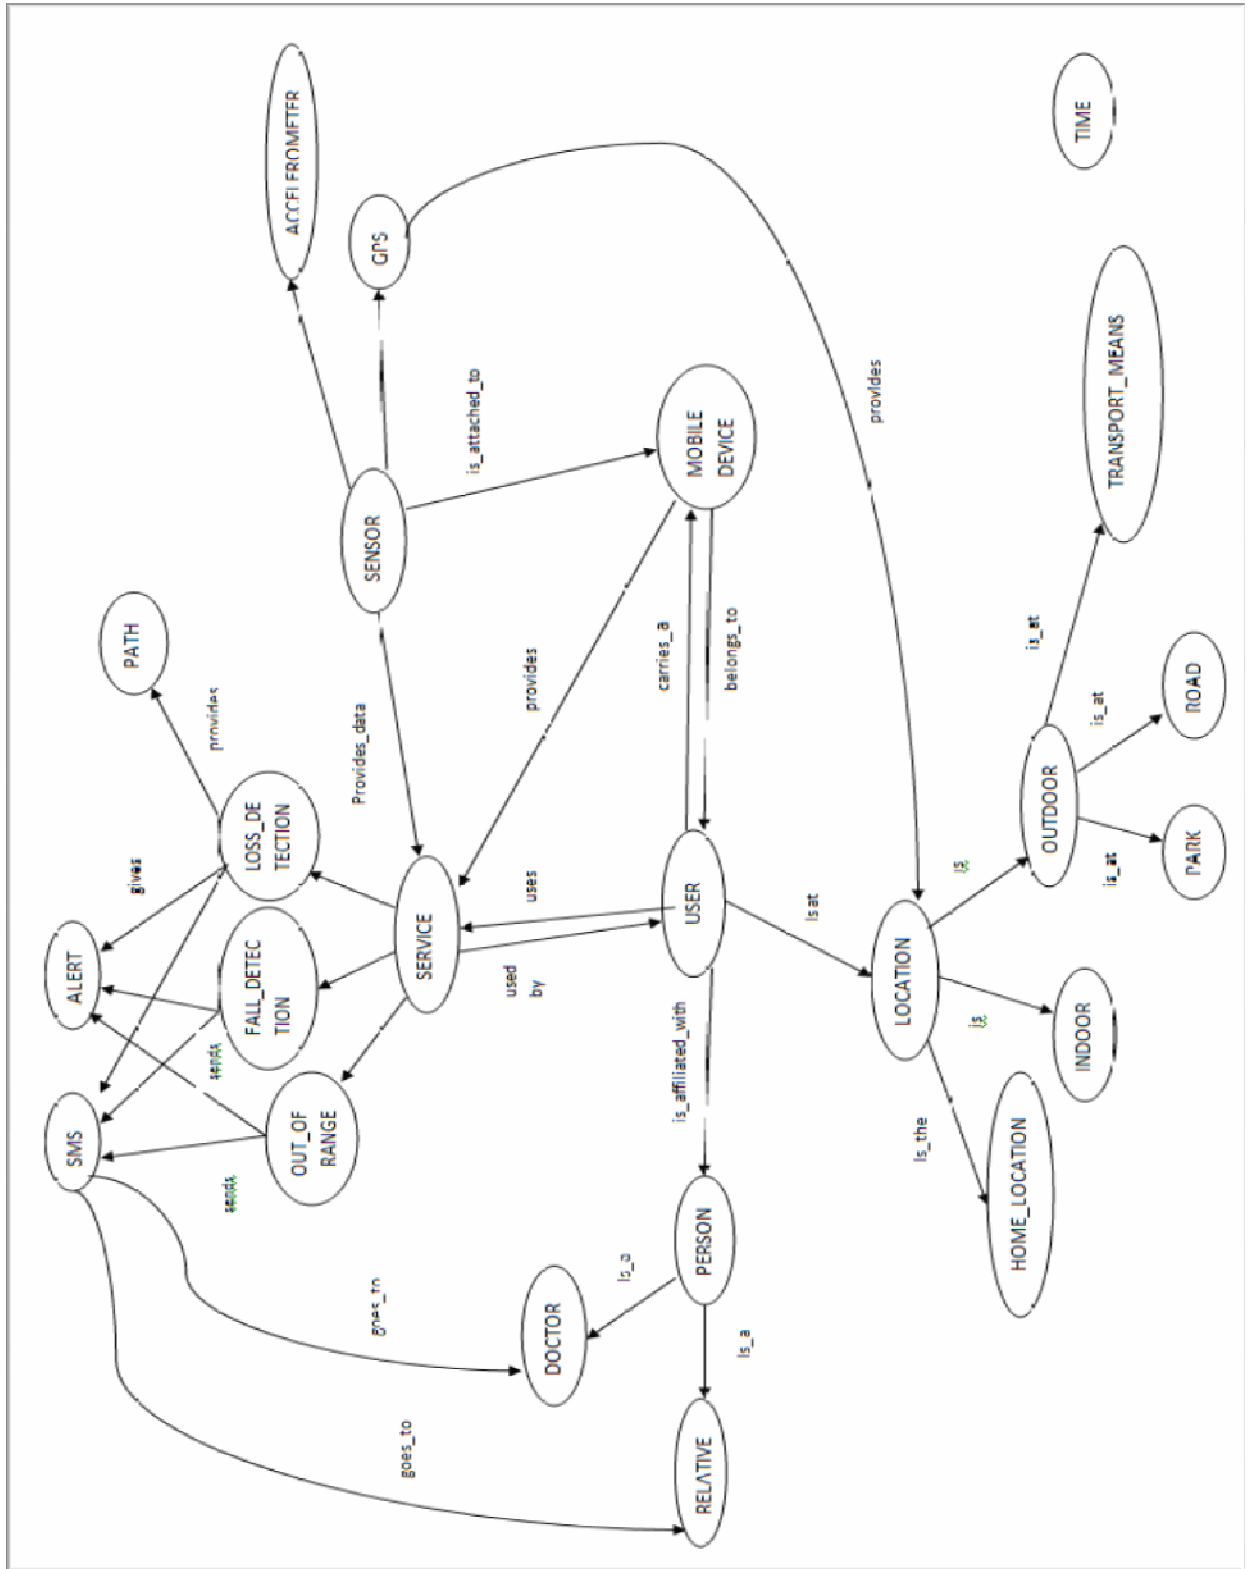 SMS
ALERT
PATH
gives
provides
sends
sends
FALL_DETEC
TION
LOSS_DE
TECTION
ACCELEROMETER
OUT_OF
RANGE
Provides_data
SENSOR
GPS
goes_to
goes_to
SERVICE
is_attached_to
used
by
uses
provides
DOCTOR
Is_a
carries_a
is_affiliated_with
USER
MOBILE
DEVICE
RELATIVE
PERSON
belongs_to
Is_a
Isat
provides
LOCATION
Is_the
is
is
HOME_LOCATION
is_at
OUTDOOR
INDOOR
TIME
is_at
is_at
TRANSPORT_MEANS
PARK
ROAD